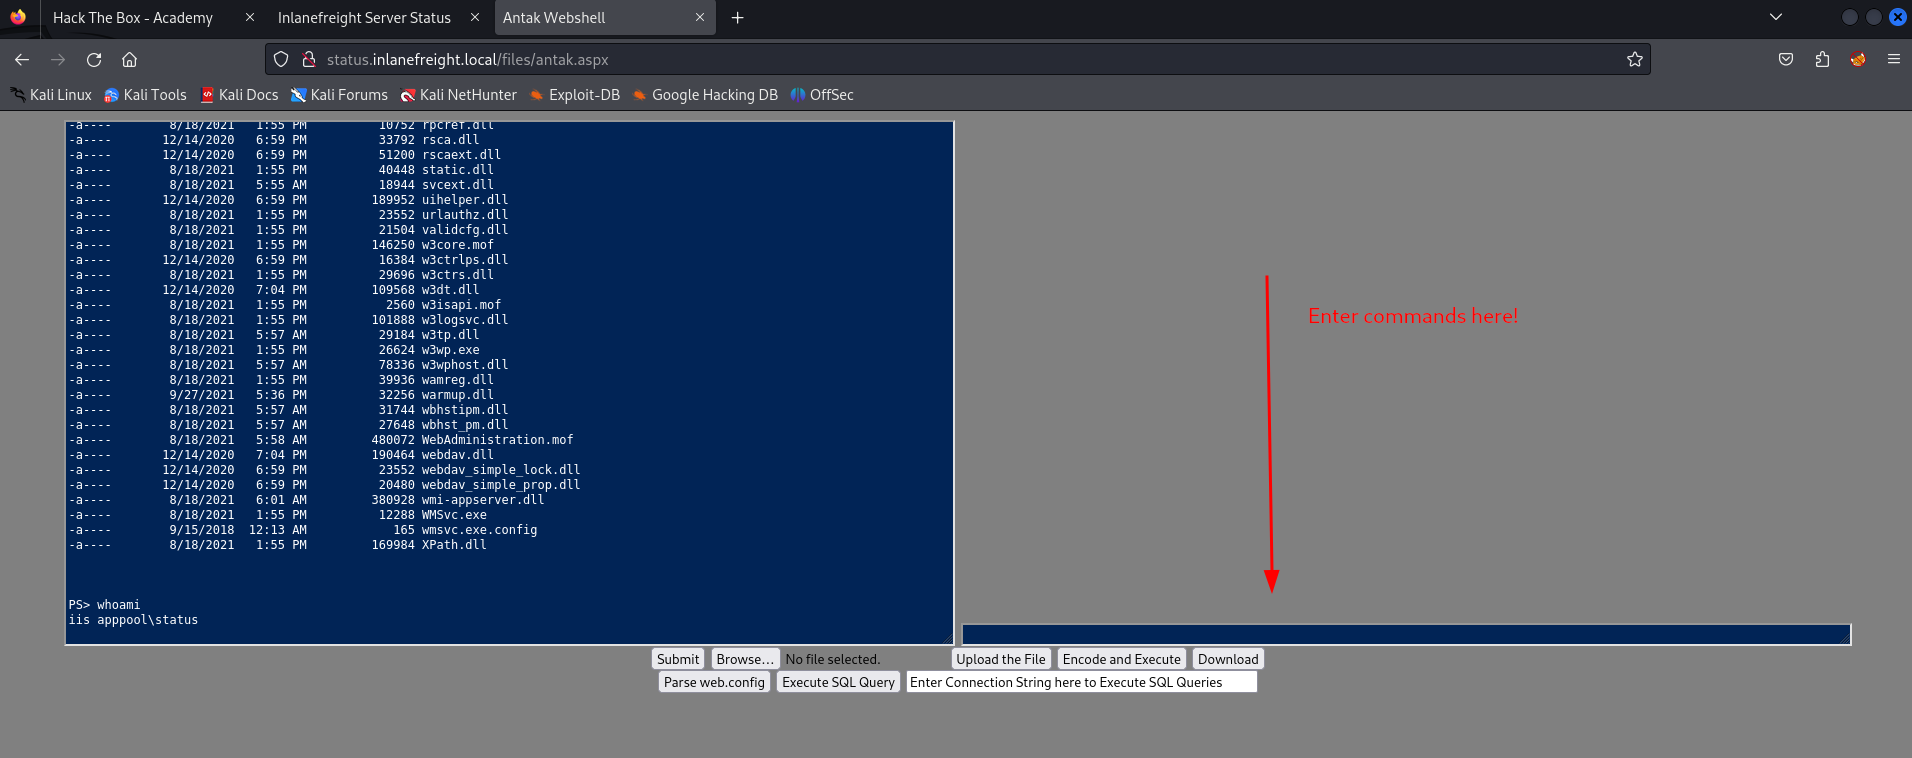 Hack The Box - Academy
Inlanefreight Server Status
Antak Webshell
status.inlanefreight.local/files/antak.aspx
Kali Linux Kali Tools Kali Docs Kali Forums Kali NetHunter Exploit-DB Google Hacking DB OffSec
-a---- 8/18/2021 1:55 PM 10752 rpcref.dll
-a---- 12/14/2020 6:59 PM 33792 rsca.dll
-a---- 12/14/2020 6:59 PM 51200 rscaext.dll
-a---- 8/18/2021 1:55 PM 40448 static.dll
-a---- 8/18/2021 5:55 AM 18944 svcext.dll
-a---- 12/14/2020 6:59 PM 189952 uihelper.dll
-a---- 8/18/2021 1:55 PM 23552 urlauthz.dll
-a---- 8/18/2021 1:55 PM 21504 validcfg.dll
-a---- 8/18/2021 1:55 PM 146250 w3core.mof
-a---- 12/14/2020 6:59 PM 16384 w3ctrlps.dll
-a---- 8/18/2021 1:55 PM 29696 w3ctrs.dll
-a---- 12/14/2020 7:04 PM 109568 w3dt.dll
-a---- 8/18/2021 1:55 PM 2560 w3isapi.mof
-a---- 8/18/2021 1:55 PM 101888 w3logsvc.dll
-a---- 8/18/2021 5:57 AM 29184 w3tp.dll
-a---- 8/18/2021 1:55 PM 26624 w3wp.exe
-a---- 8/18/2021 5:57 AM 78336 w3wphost.dll
-a---- 8/18/2021 1:55 PM 39936 wamreg.dll
-a---- 9/27/2021 5:36 PM 32256 warmup.dll
-a---- 8/18/2021 5:57 AM 31744 wbhstipm.dll
-a---- 8/18/2021 5:57 AM 27648 wbhst_pm.dll
-a---- 8/18/2021 5:58 AM 480072 WebAdministration.mof
-a---- 12/14/2020 7:04 PM 190464 webdav.dll
-a---- 12/14/2020 6:59 PM 23552 webdav_simple_lock.dll
-a---- 12/14/2020 6:59 PM 20480 webdav_simple_prop.dll
-a---- 8/18/2021 6:01 AM 380928 wmi-appserver.dll
-a---- 8/18/2021 1:55 PM 12288 WMSvc.exe
-a---- 9/15/2018 12:13 AM 165 wmsvc.exe.config
-a---- 8/18/2021 1:55 PM 169984 XPath.dll
PS> whoami
iis apppool\status
Enter commands here!
Submit Browse... No file selected. Upload the File Encode and Execute Download
Parse web.config Execute SQL Query Enter Connection String here to Execute SQL Queries